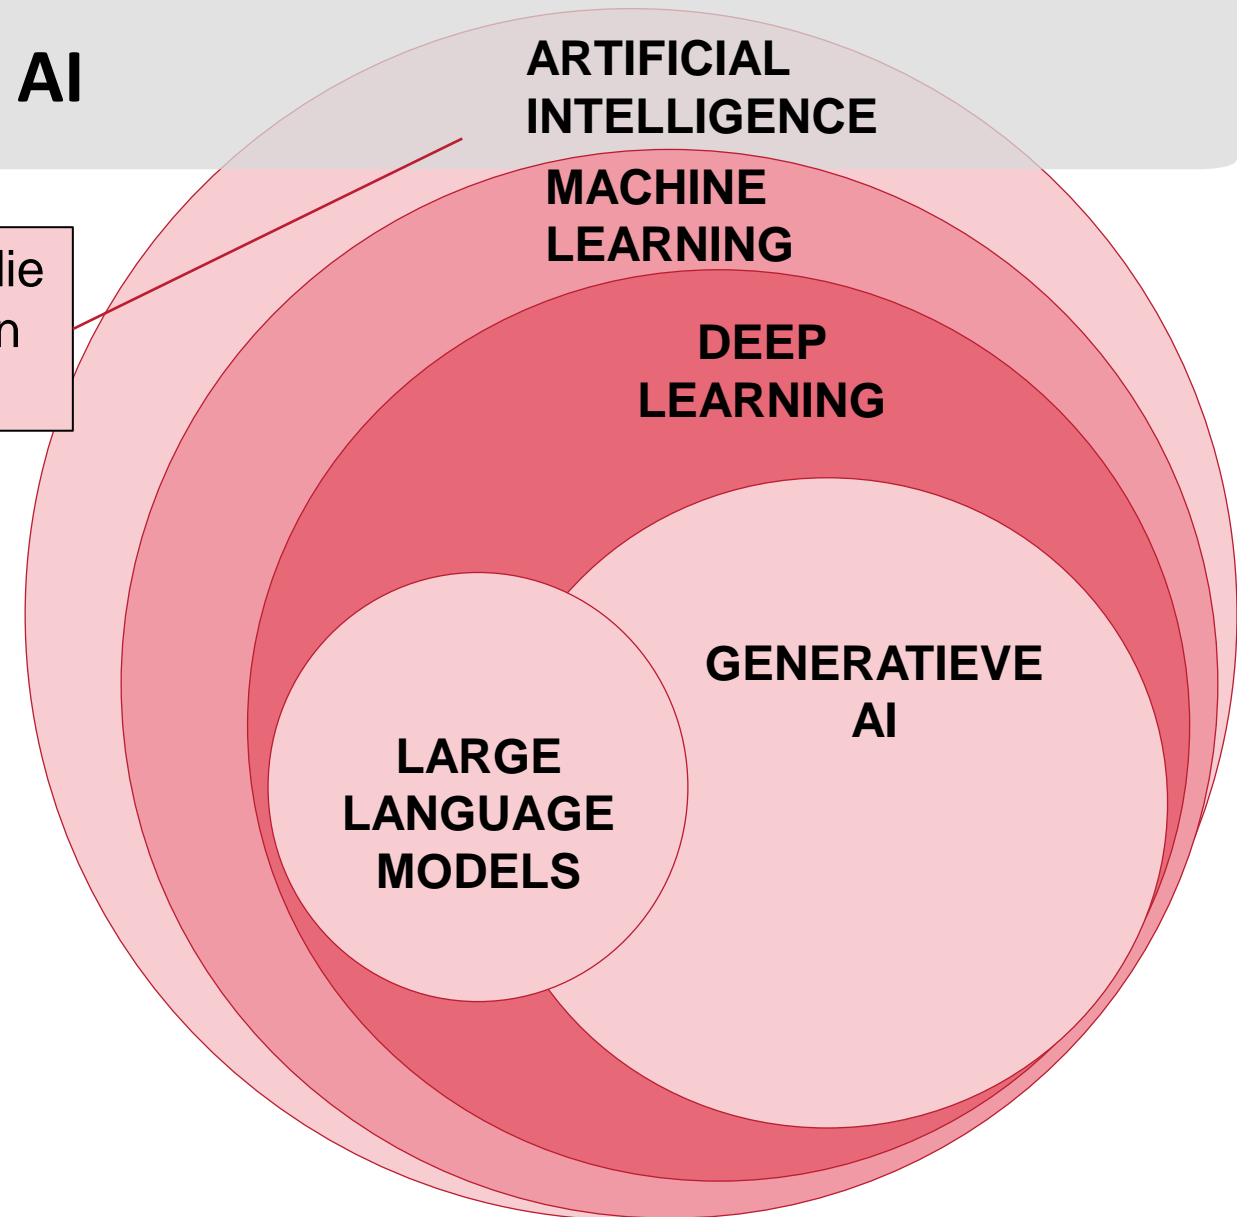 AI
ARTIFICIAL
INTELLIGENCE
MACHINE
LEARNING
DEEP
LEARNING
GENERATIEVE
AI
LARGE
LANGUAGE
MODELS